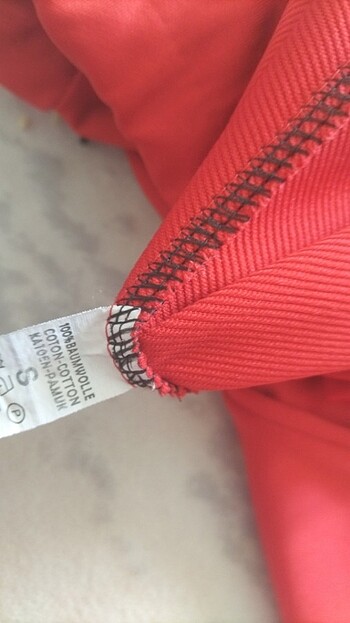 100%BAUMWOLLE
COTON-COTTON
KATOEN-PAMUK
S
P